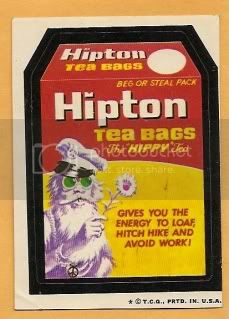 Hipton
TEA BAGS
BEG OR STEAL PACK
Hipton
TEA BAGS
The HIPPY Tea
photobucket
GIVES YOU THE
ENERGY TO LOAF,
HITCH HIKE AND
AVOID WORK!
* © T.C.G., PRTD. IN U.S.A.